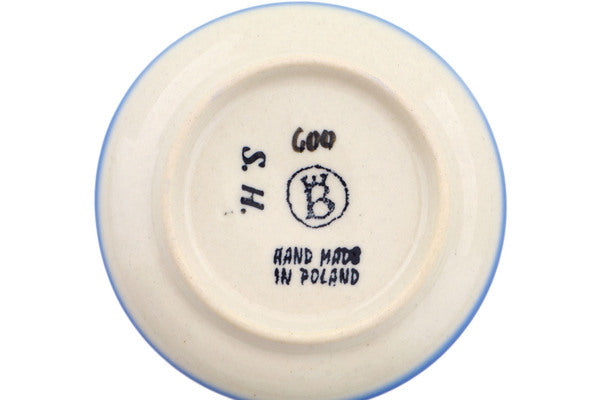 600
S. H.
B
HAND MADE
IN POLAND